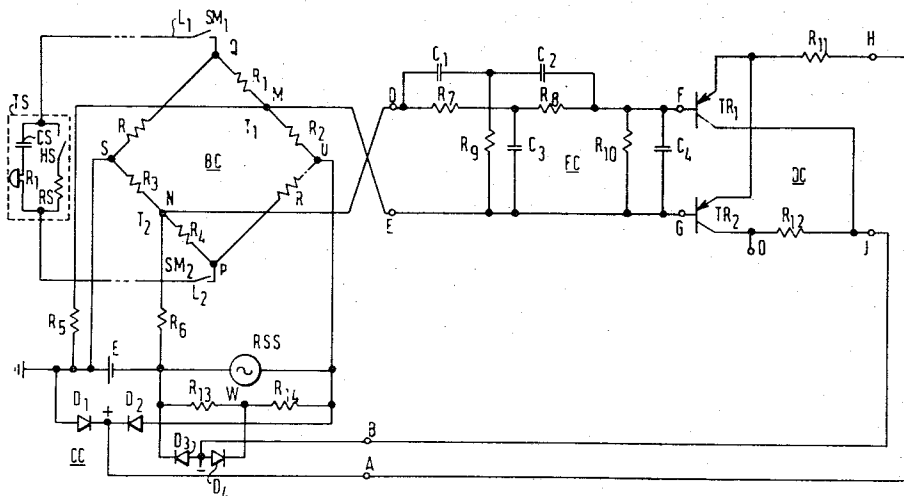 L1
SM1
Q
R1
M
T1
R2
U
R
S
BC
R
R3
N
T2
R4
P
SM2
L2
TS
CS
HS
R1
RS
R5
R6
E
RSS
W
R13
R14
D1
+
D2
CC
D3
-
D4
B
A
D
E
C1
C2
R7
R8
R9
C3
FC
R10
C4
F
G
TR1
TR2
R11
H
DC
R12
O
J